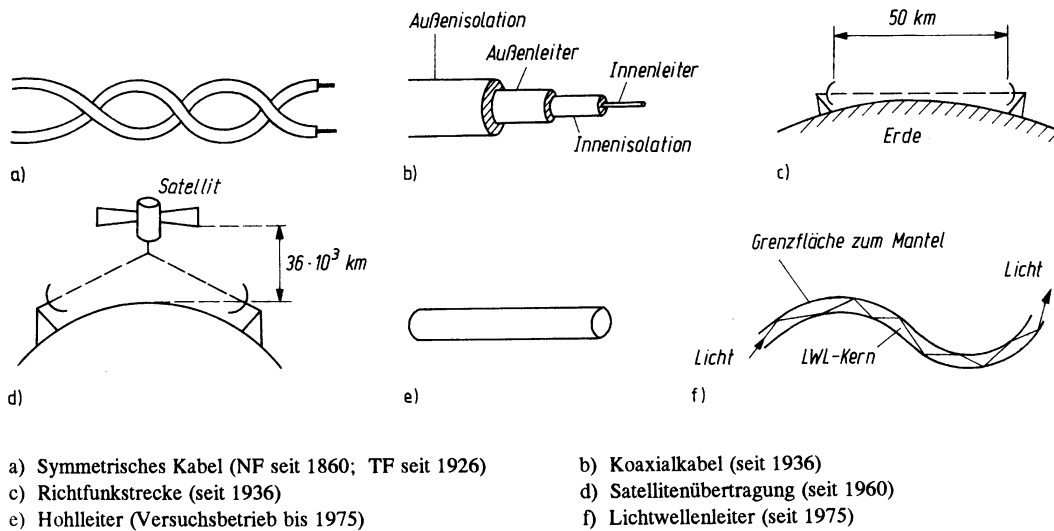 Außenisolation
Außenleiter
Innenleiter
Innenisolation
50 km
Erde
a)
b)
c)
Satellit
36·10³ km
Grenzfläche zum Mantel
Licht
Licht
LWL-Kern
d)
e)
f)
a) Symmetrisches Kabel (NF seit 1860; TF seit 1926)
b) Koaxialkabel (seit 1936)
c) Richtfunkstrecke (seit 1936)
d) Satellitenübertragung (seit 1960)
e) Hohlleiter (Versuchsbetrieb bis 1975)
f) Lichtwellenleiter (seit 1975)